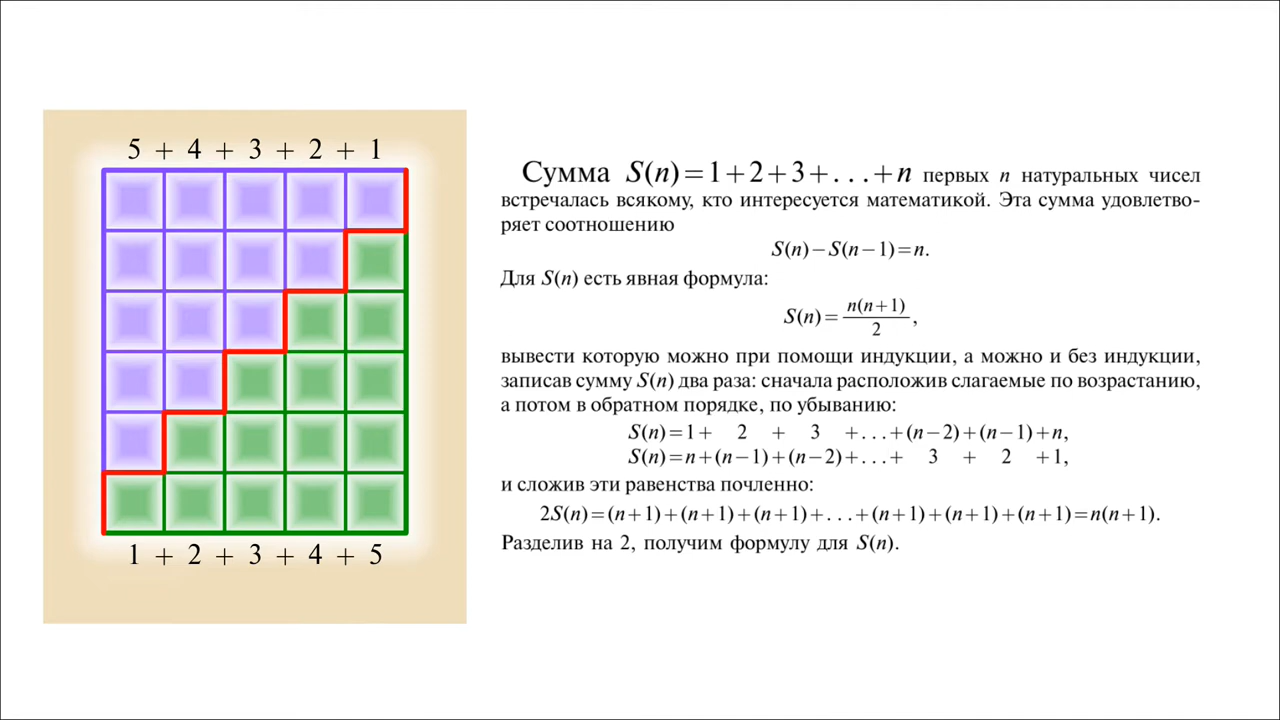 5 + 4 + 3 + 2 + 1
1 + 2 + 3 + 4 + 5
Сумма S(n)=1+2+3+...+n первых n натуральных чисел
встречалась всякому, кто интересуется математикой. Эта сумма удовлетво-
ряет соотношению
S(n)−S(n−1)=n.
Для S(n) есть явная формула:
S(n)= n(n+1)/2 ,
вывести которую можно при помощи индукции, а можно и без индукции,
записав сумму S(n) два раза: сначала расположив слагаемые по возрастанию,
а потом в обратном порядке, по убыванию:
S(n)=1+ 2 + 3 +...+(n−2)+(n−1)+n,
S(n)=n+(n−1)+(n−2)+...+ 3 + 2 +1,
и сложив эти равенства почленно:
2S(n)=(n+1)+(n+1)+(n+1)+...+(n+1)+(n+1)+(n+1)=n(n+1).
Разделив на 2, получим формулу для S(n).